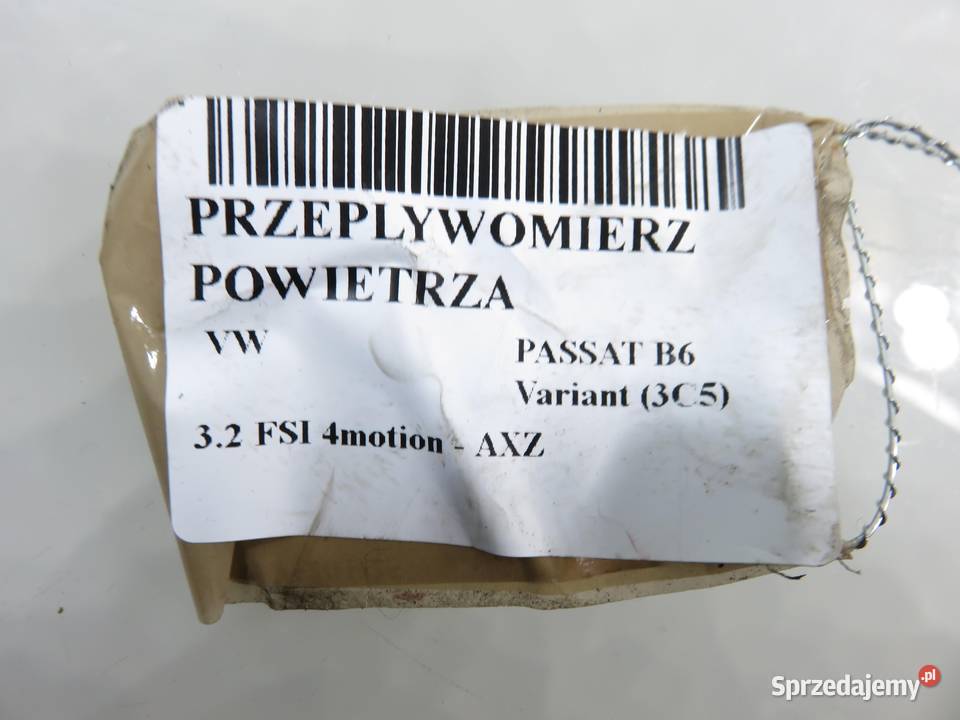 PRZEPLYWOMIERZ
POWIETRZA
VW PASSAT B6
Variant (3C5)
3.2 FSI 4motion - AXZ
Sprzedajemy.pl